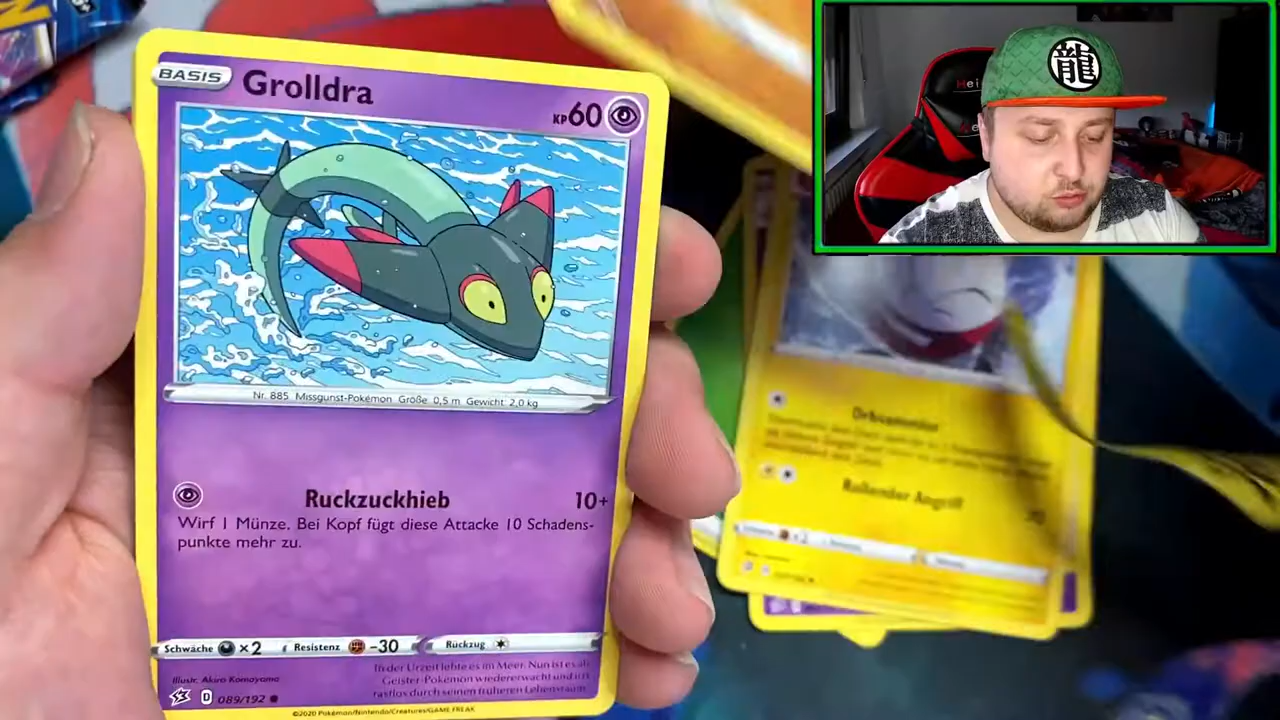 BASIS Grolldra KP60
Nr. 885 Missgunst-Pokémon Größe: 0,5 m Gewicht: 2,0 kg
Ruckzuckhieb 10+
Wirf 1 Münze. Bei Kopf fügt diese Attacke 10 Schadens-
punkte mehr zu.
Schwäche ×2 Resistenz -30 Rückzug
Illustr. Akira Komayama
In der Urzeit lebte es im Meer. Nun ist es als
Geister-Pokémon wiedererwacht und irrt
rastlos durch seinen früheren Lebensraum.
D 089/192
©2020 Pokémon/Nintendo/Creatures/GAME FREAK
龍
Rollender Angriff